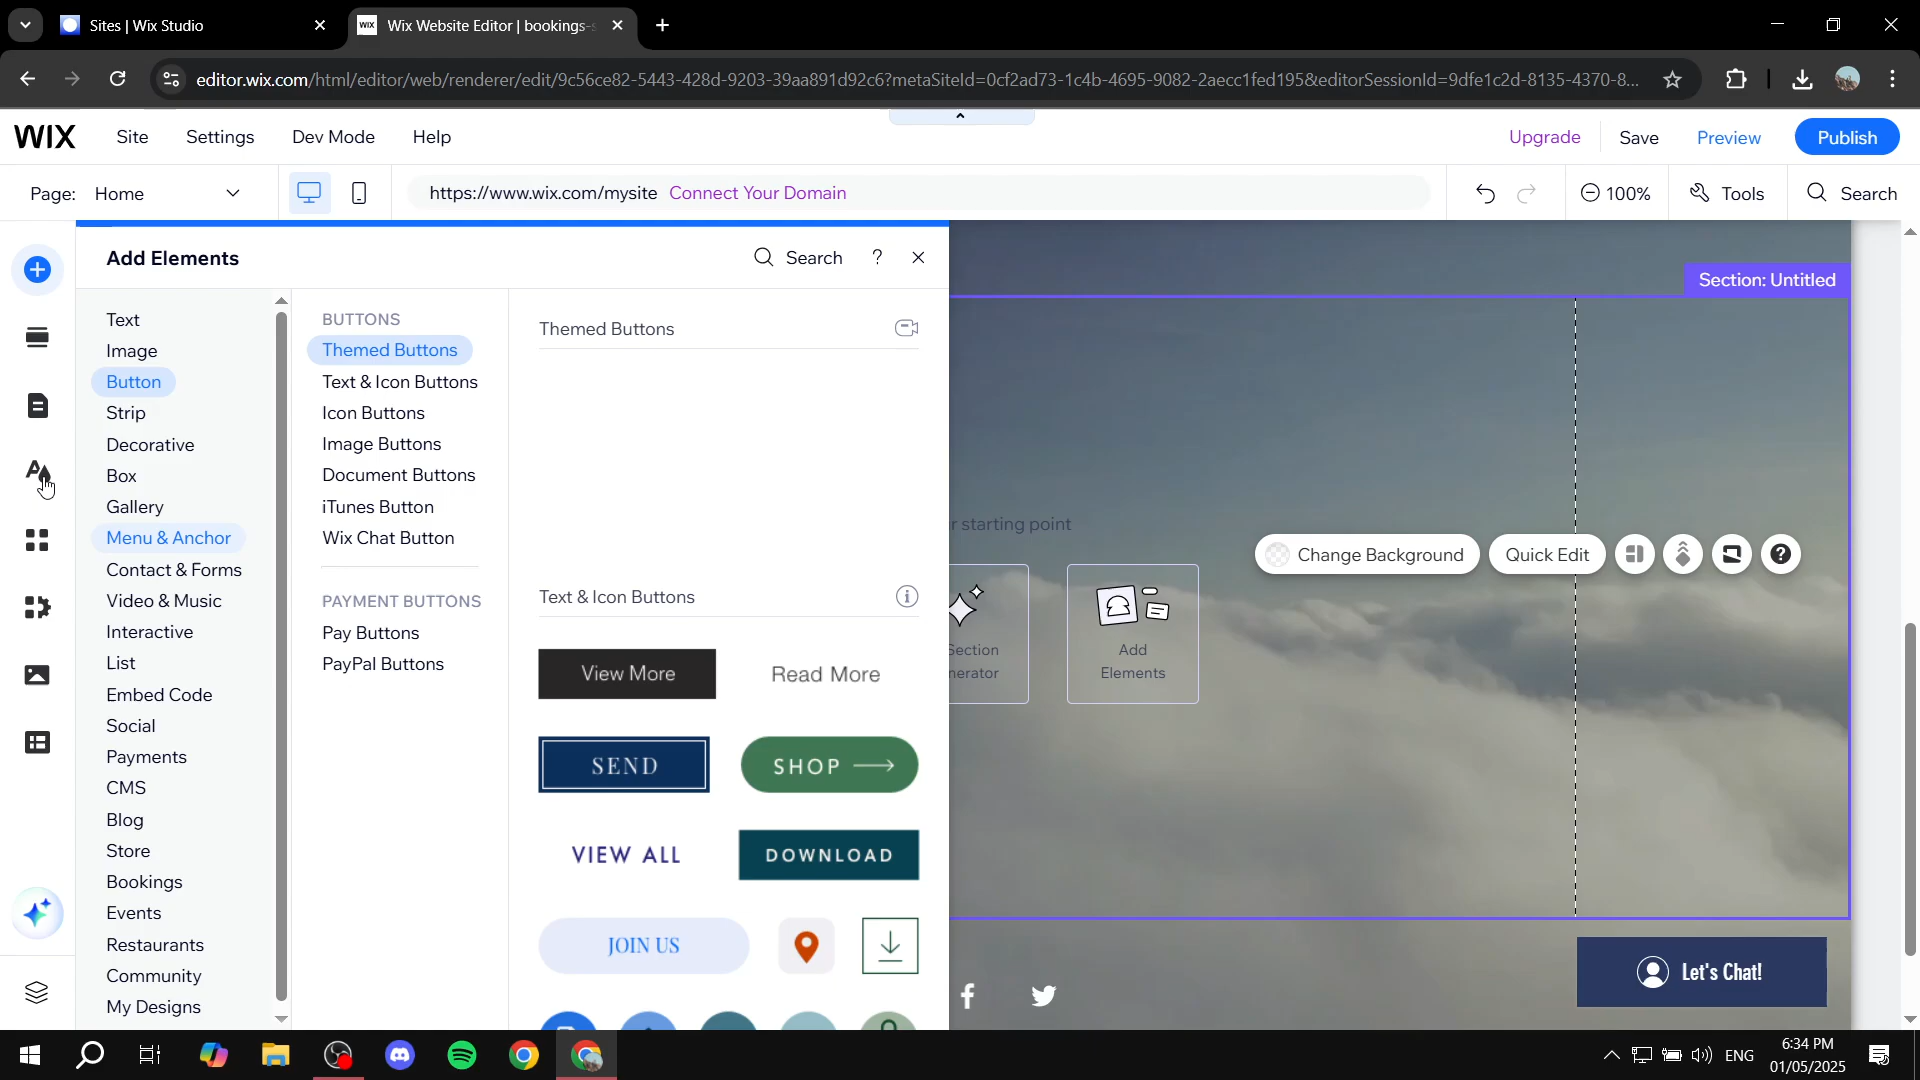 Sites | Wix Studio
WIX Wix Website Editor | bookings-s
editor.wix.com/html/editor/web/renderer/edit/9c56ce82-5443-428d-9203-39aa891d92c6?metaSiteId=0cf2ad73-1c4b-4695-9082-2aecc1fed195&editorSessionId=9dfe1c2d-8135-4370-8...
WIX Site Settings Dev Mode Help Upgrade Save Preview Publish
Page: Home https://www.wix.com/mysite Connect Your Domain 100% Tools Search
Add Elements Search ?
Section: Untitled
Text
Image
Button
Strip
Decorative
Box
Gallery
Menu & Anchor
Contact & Forms
Video & Music
Interactive
List
Embed Code
Social
Payments
CMS
Blog
Store
Bookings
Events
Restaurants
Community
My Designs
BUTTONS
Themed Buttons
Text & Icon Buttons
Icon Buttons
Image Buttons
Document Buttons
iTunes Button
Wix Chat Button
PAYMENT BUTTONS
Pay Buttons
PayPal Buttons
Themed Buttons
Text & Icon Buttons
View More Read More
SEND SHOP
VIEW ALL DOWNLOAD
JOIN US
r starting point
Change Background Quick Edit ?
Section
nerator
Add
Elements
Let's Chat!
ENG
6:34 PM
01/05/2025